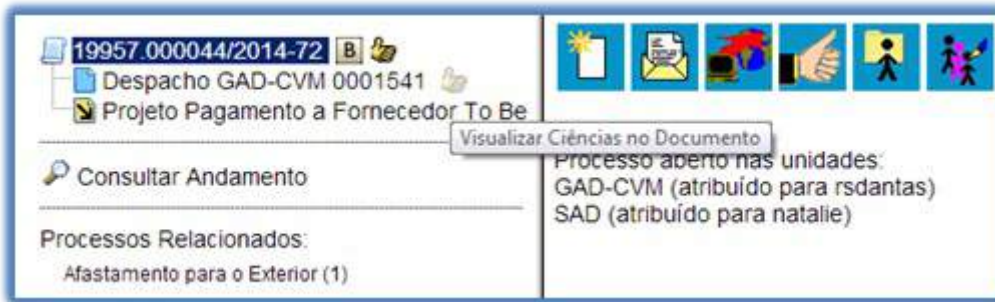 19957.000044/2014-72 B
Despacho GAD-CVM 0001541
Projeto Pagamento a Fornecedor To Be
Visualizar Ciências no Documento
Consultar Andamento
Processos Relacionados:
Afastamento para o Exterior (1)
Processo aberto nas unidades:
GAD-CVM (atribuído para rsdantas)
SAD (atribuído para natalie)